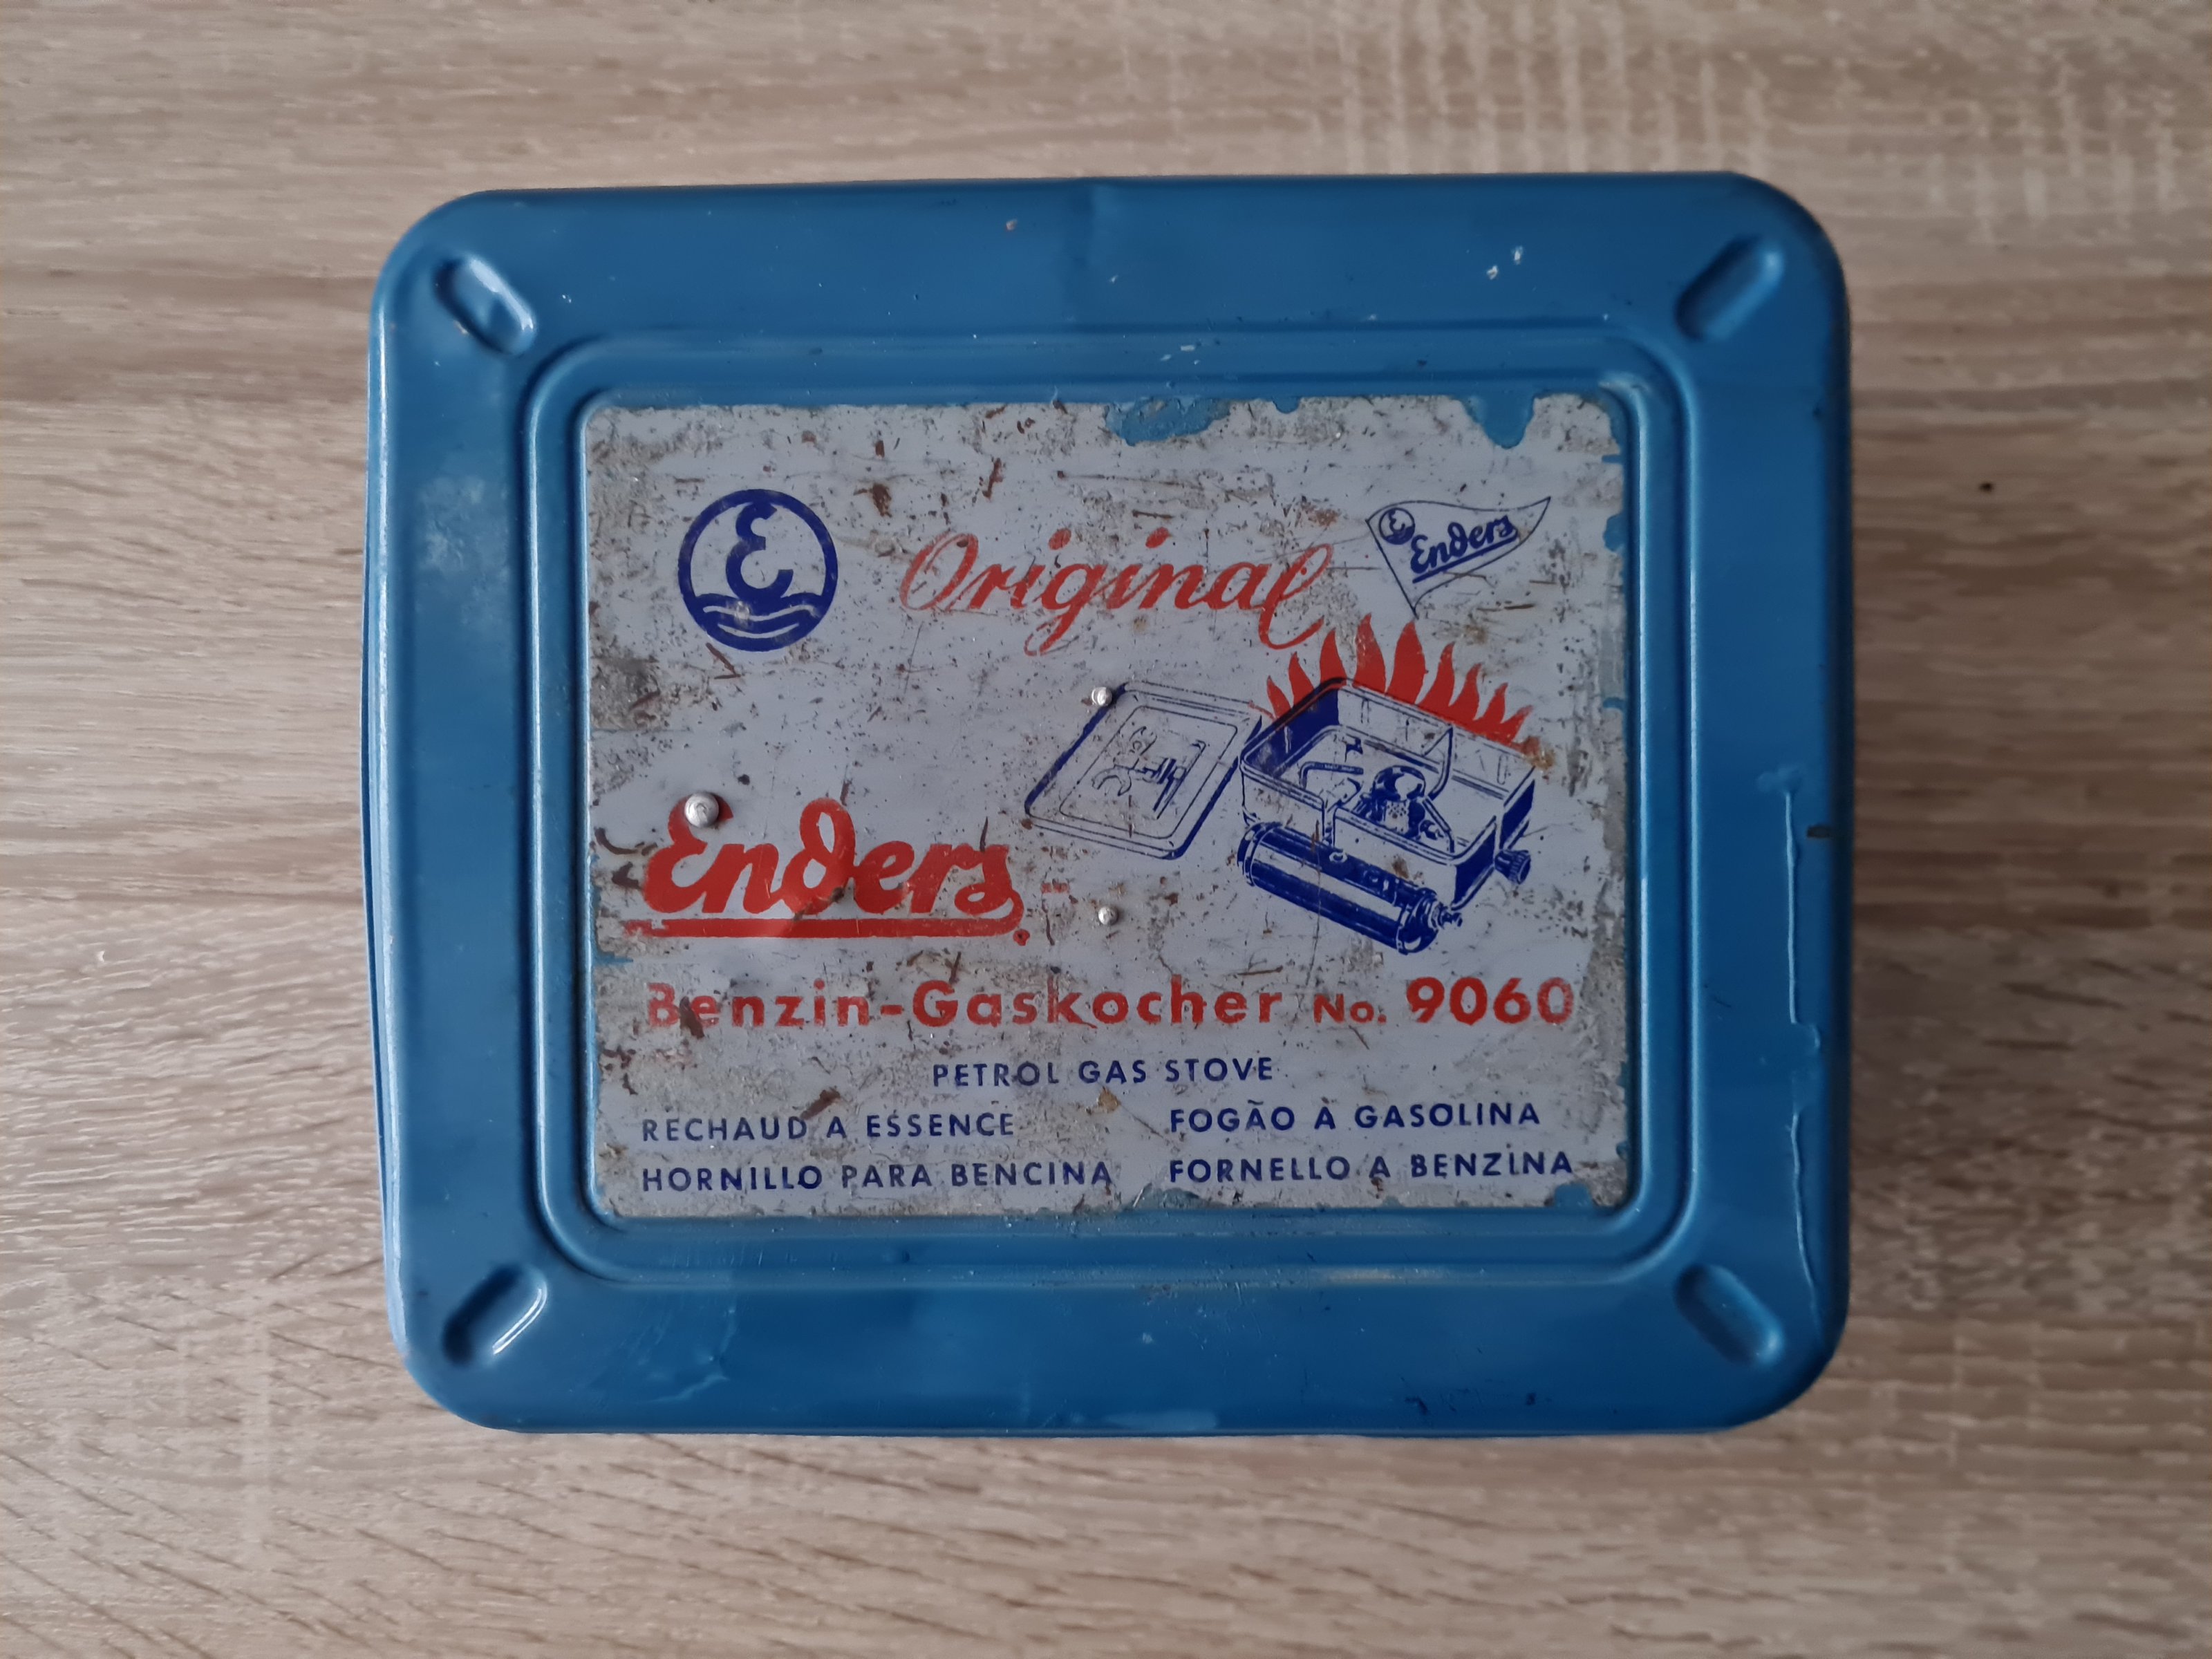 Ɛ
Original
Ɛ Enders
Enders
Benzin-Gaskocher No. 9060
PETROL GAS STOVE
RECHAUD A ESSENCE
FOGÃO A GASOLINA
HORNILLO PARA BENCINA
FORNELLO A BENZINA